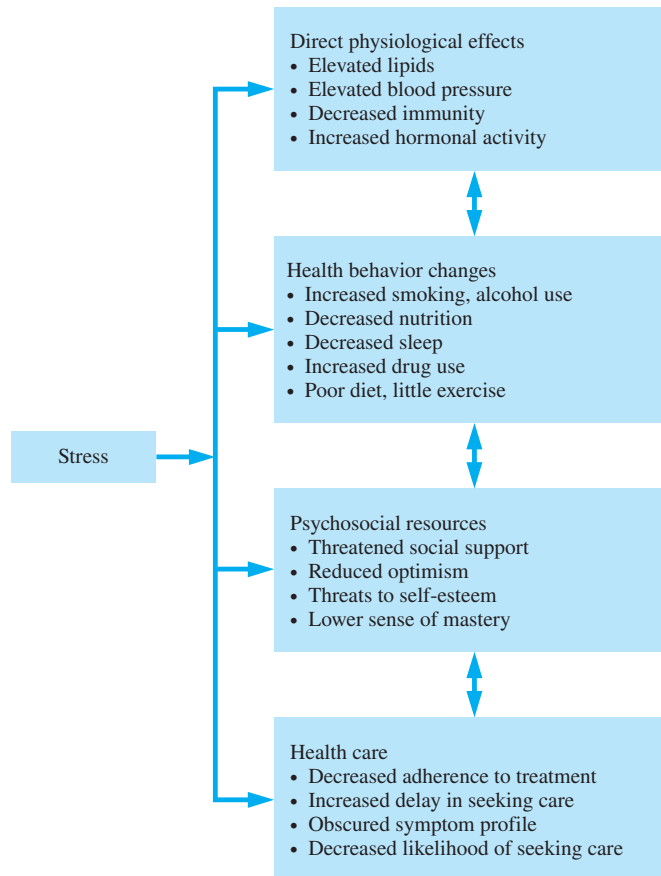 Direct physiological effects
• Elevated lipids
• Elevated blood pressure
• Decreased immunity
• Increased hormonal activity
Health behavior changes
• Increased smoking, alcohol use
• Decreased nutrition
• Decreased sleep
• Increased drug use
• Poor diet, little exercise
Stress
Psychosocial resources
• Threatened social support
• Reduced optimism
• Threats to self-esteem
• Lower sense of mastery
Health care
• Decreased adherence to treatment
• Increased delay in seeking care
• Obscured symptom profile
• Decreased likelihood of seeking care